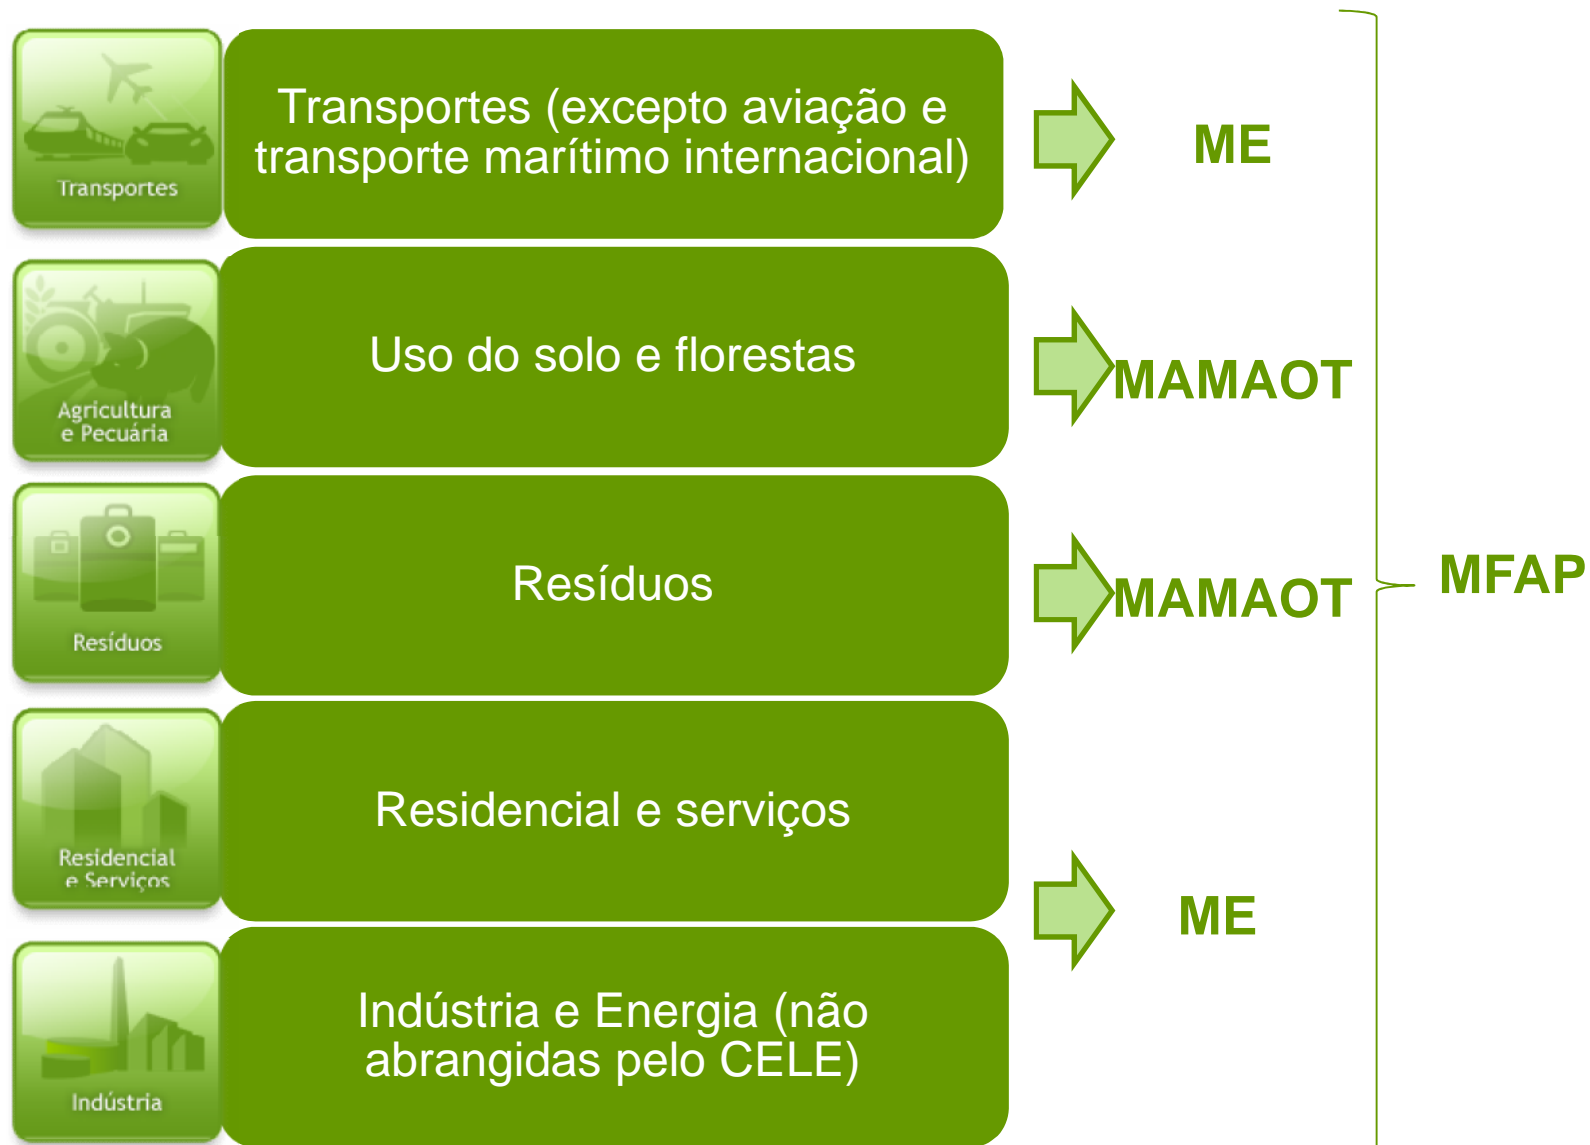 Transportes
Transportes (excepto aviação e
transporte marítimo internacional)
ME
Agricultura
e Pecuária
Uso do solo e florestas
MAMAOT
Resíduos
Resíduos
MAMAOT
MFAP
Residencial
e Serviços
Residencial e serviços
ME
Indústria
Indústria e Energia (não
abrangidas pelo CELE)